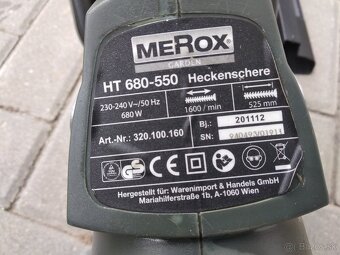 MEROX
GARDEN
HT 680-550 Heckenschere
230-240 V~/50 Hz
680 W
1600 / min
525 mm
Art.-Nr.: 320.100.160
Bj.: 201112
SN:
Hergestellt für: Warenimport & Handels GmbH
Mariahilferstraße 1b, A-1060 Wien